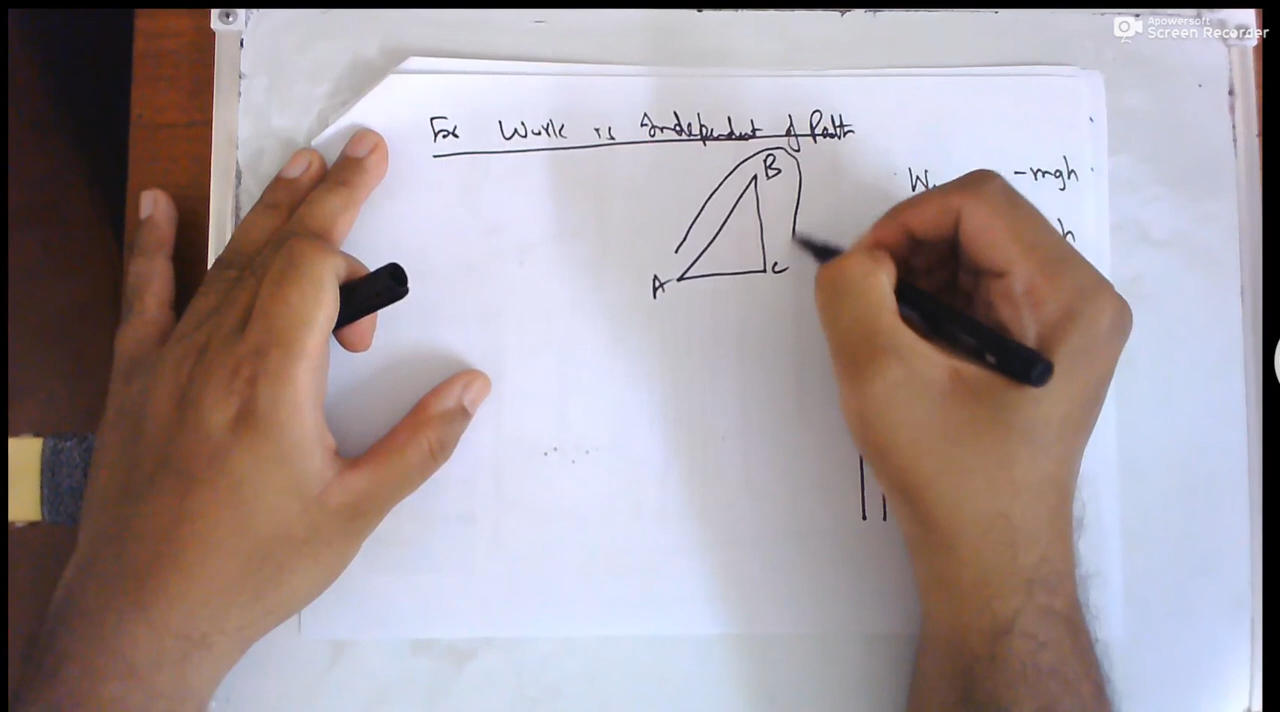 Apowersoft
Screen Recorder
For Work is Independent of Path
B
-mgh
C
A